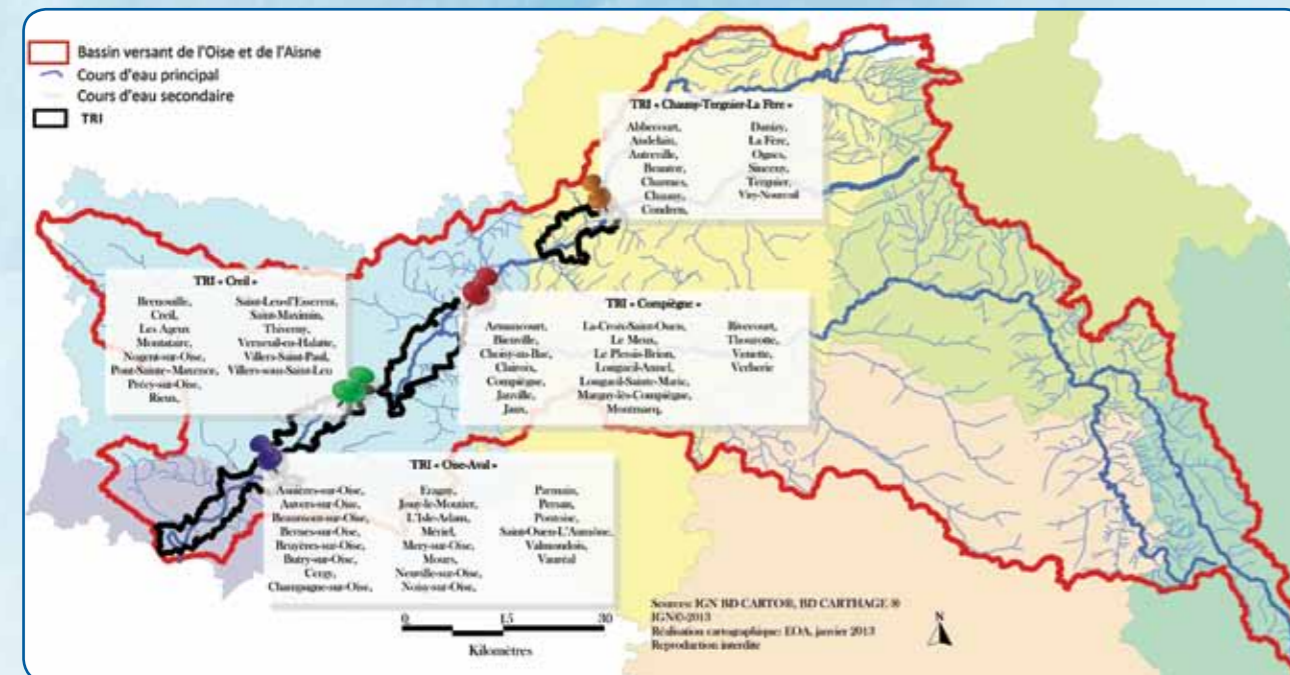 Bassin versant de l'Oise et de l'Aisne
Cours d'eau principal
Cours d'eau secondaire
TRI
TRI « Chauny-Tergnier-La Fère »
Abbecourt,
Andelain,
Autreville,
Beautor,
Charmes,
Chauny,
Condren,
Danizy,
La Fère,
Ognes,
Sinceny,
Tergnier,
Viry-Noureuil
TRI « Creil »
Brenouille,
Creil,
Les Ageux
Montataire,
Nogent-sur-Oise,
Pont-Sainte-Maxence,
Précy-sur-Oise,
Rieux,
Saint-Leu-d'Esserent,
Saint-Maximin,
Thiverny,
Verneuil-en-Halatte,
Villers-Saint-Paul,
Villers-sous-Saint-Leu
TRI « Compiègne »
Armancourt,
Bienville,
Choisy-au-Bac,
Clairoix,
Compiègne,
Janville,
Jaux,
La-Croix-Saint-Ouen,
Le Meux,
Le Plessis-Brion,
Longueil-Annel,
Longueil-Sainte-Marie,
Margny-lès-Compiègne,
Montmacq,
Rivecourt,
Thourotte,
Venette,
Verberie
TRI « Oise-Aval »
Asnières-sur-Oise,
Auvers-sur-Oise,
Beaumont-sur-Oise,
Bernes-sur-Oise,
Bruyères-sur-Oise,
Butry-sur-Oise,
Cergy,
Champagne-sur-Oise,
Eragny,
Jouy-le-Moutier,
L'Isle-Adam,
Mériel,
Mery-sur-Oise,
Mours,
Neuville-sur-Oise,
Noisy-sur-Oise,
Parmain,
Persan,
Pontoise,
Saint-Ouen-L'Aumône,
Valmondois,
Vauréal
0 15 30
Kilomètres
Sources: IGN BD CARTO®, BD CARTHAGE ®
IGN©-2013
Réalisation cartographique: EOA, janvier 2013
Reproduction interdite
N